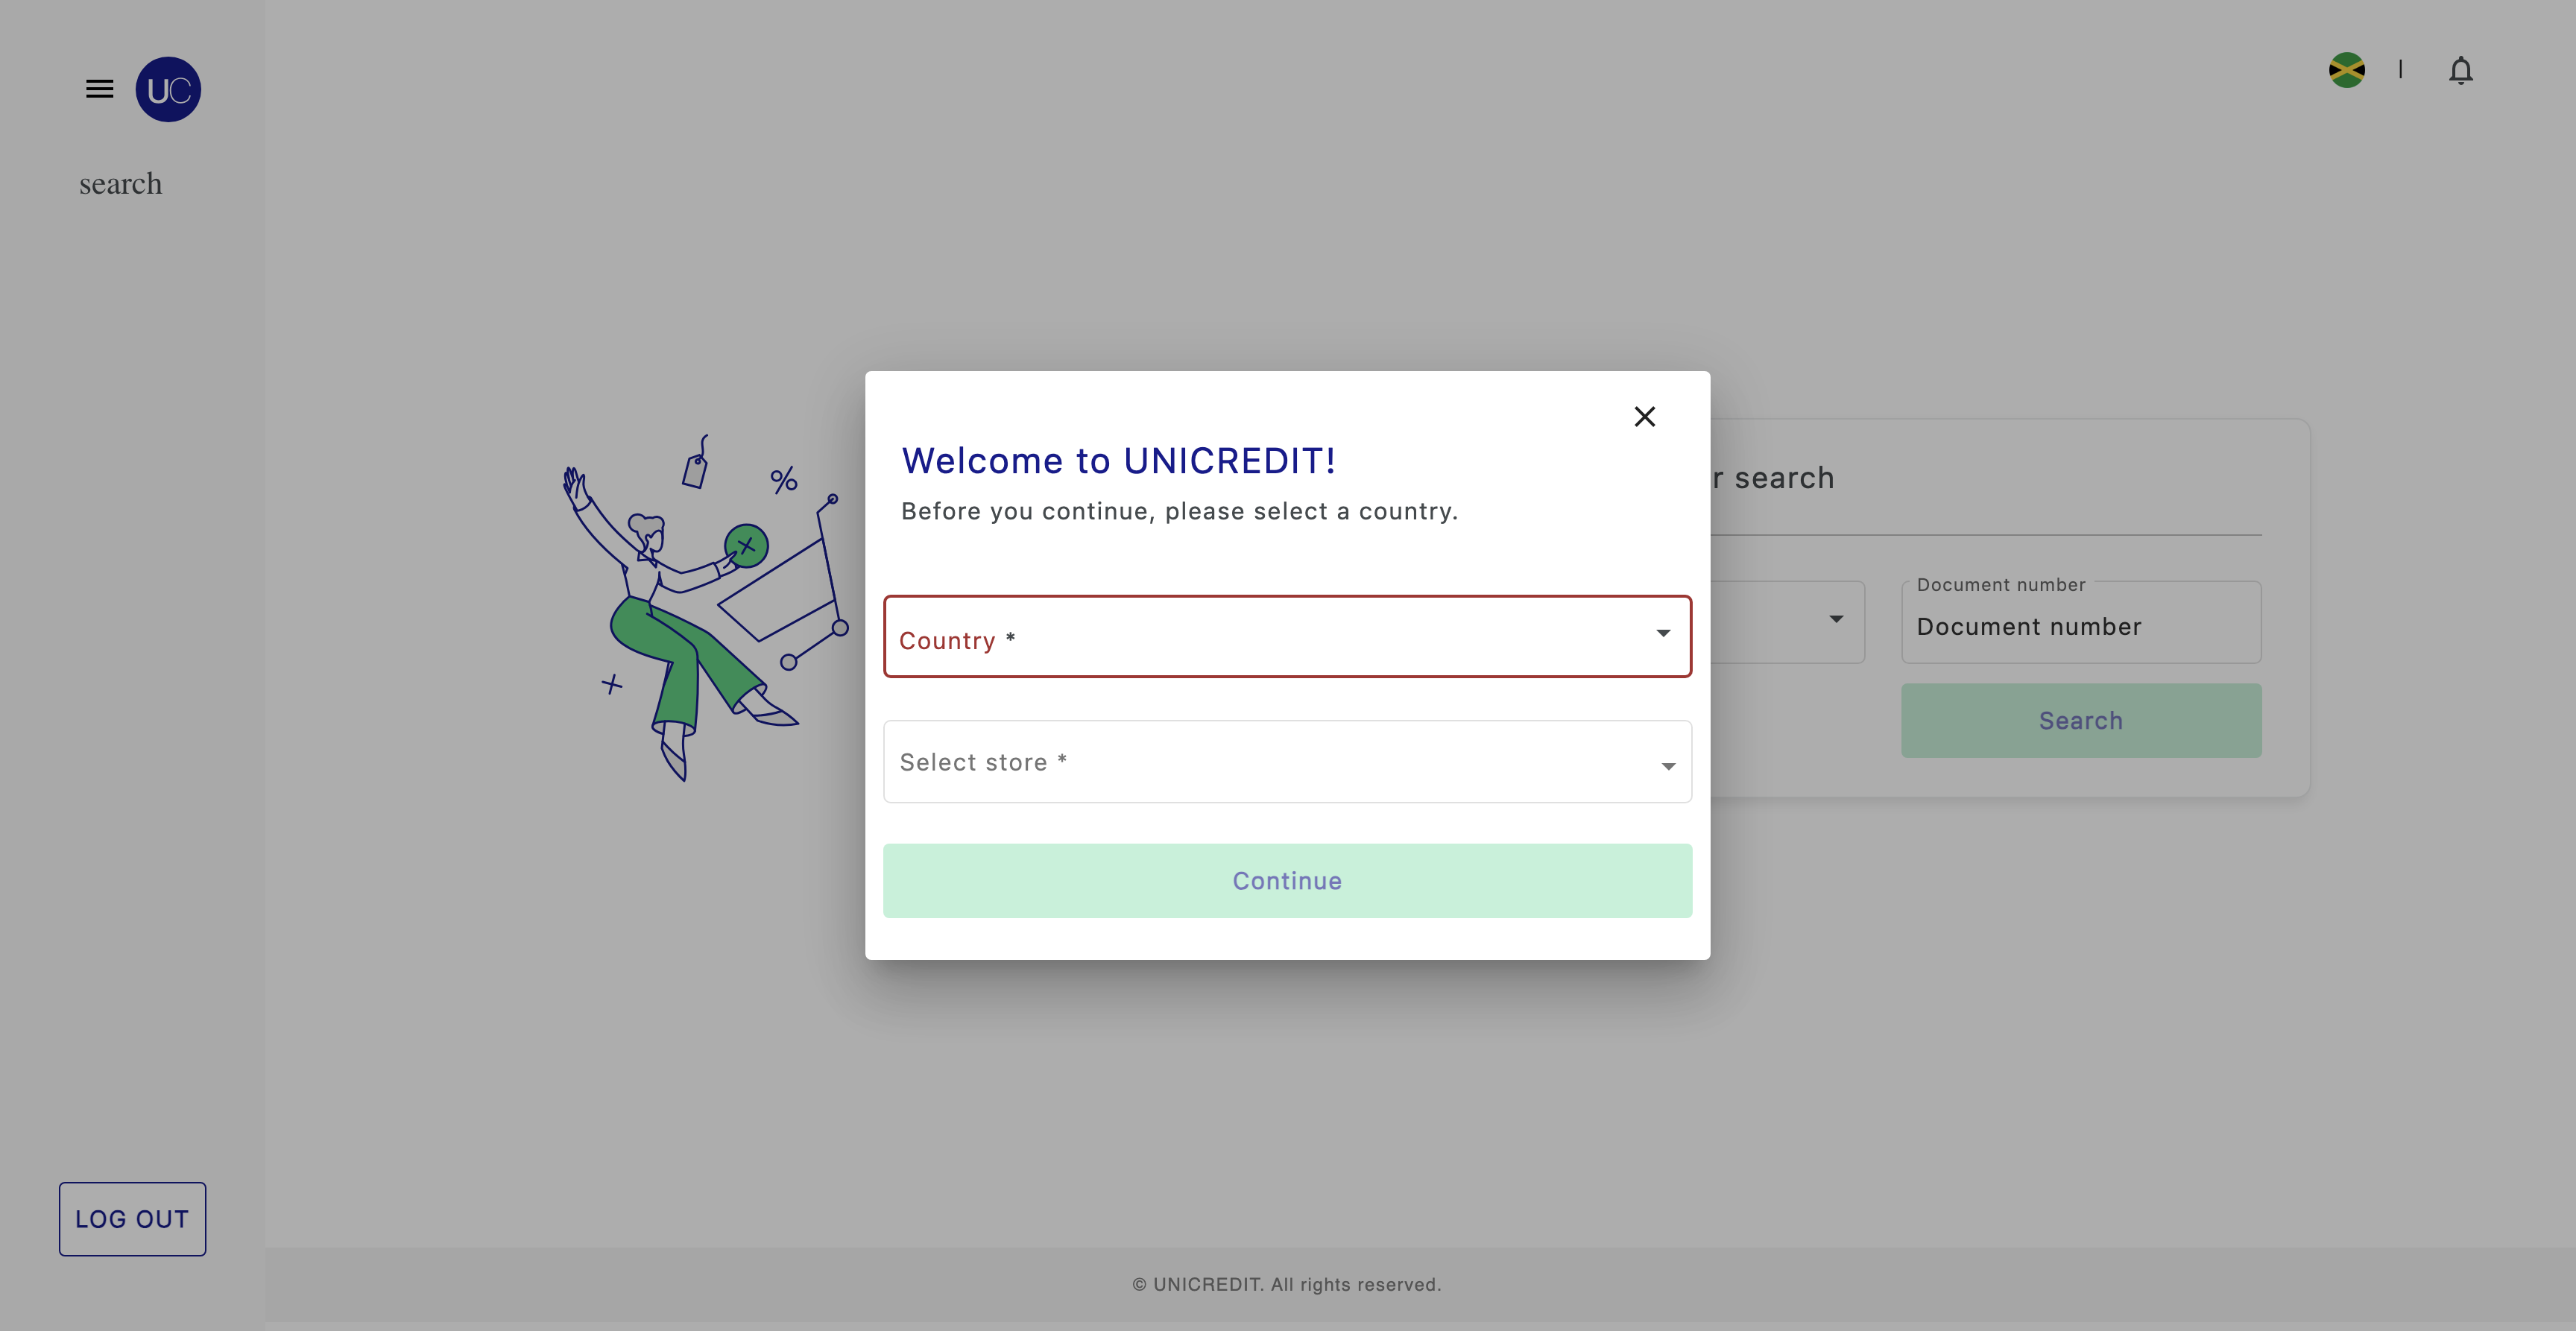 UC
search
Welcome to UNICREDIT!
Before you continue, please select a country.
Country *
Select store *
Continue
r search
Document number
Document number
Search
LOG OUT
© UNICREDIT. All rights reserved.